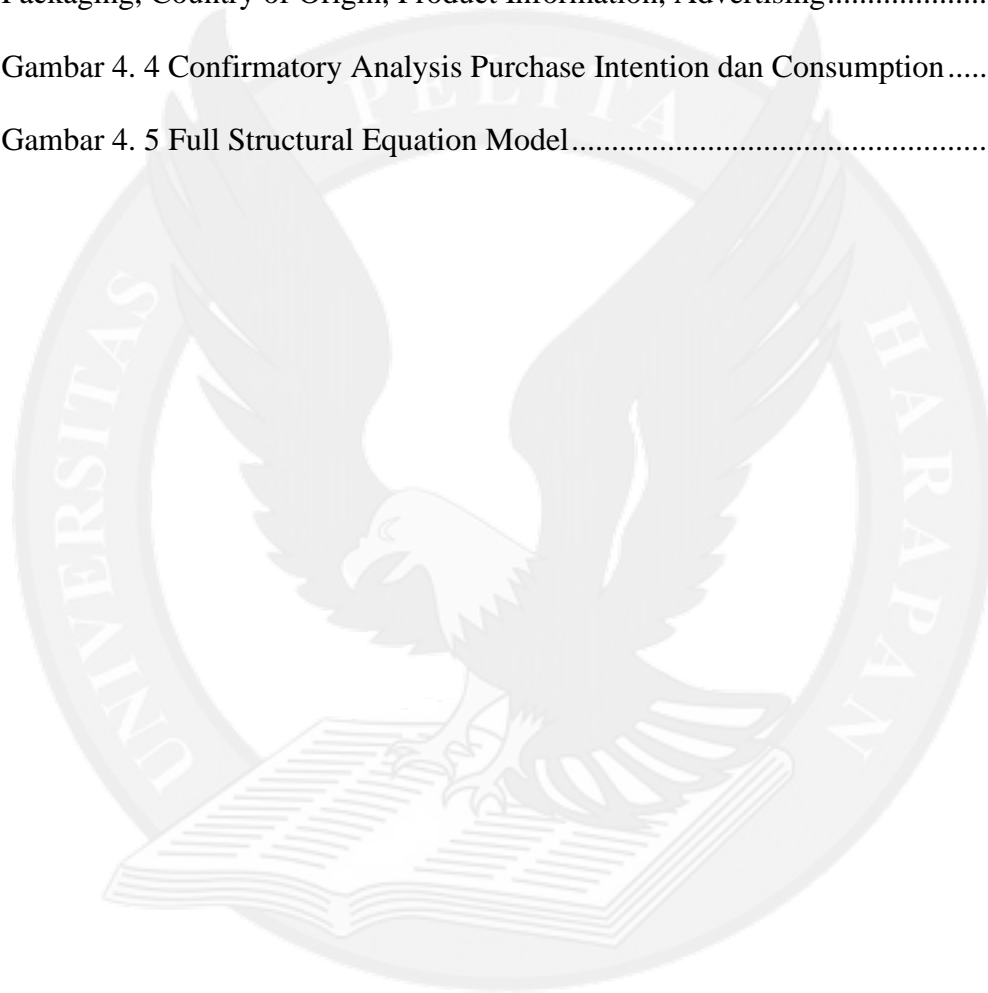 Packaging, Country of Origin, Product Information, Advertising...................
Gambar 4. 4 Confirmatory Analysis Purchase Intention dan Consumption.....
Gambar 4. 5 Full Structural Equation Model............................................
UNIVERSITAS PELITA HARAPAN